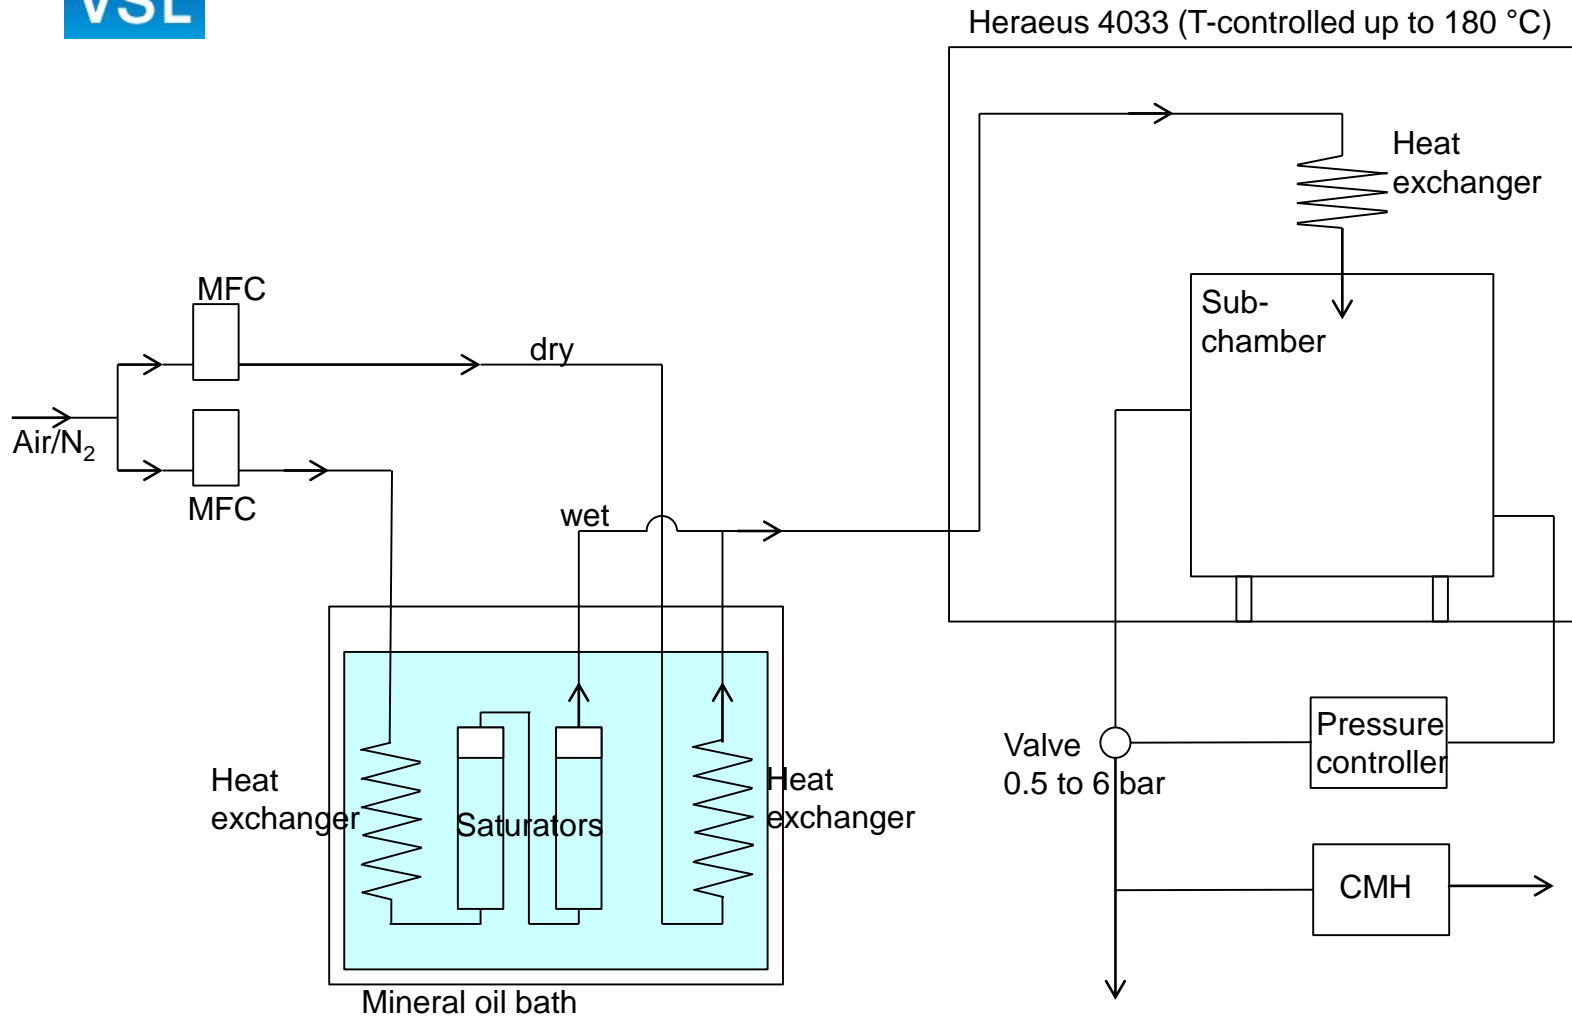 VSL
Heraeus 4033 (T-controlled up to 180 °C)
Heat
exchanger
MFC
Sub-
chamber
dry
Air/N₂
MFC
wet
Heat
exchanger
Saturators
Heat
exchanger
Valve
0.5 to 6 bar
Pressure
controller
CMH
Mineral oil bath